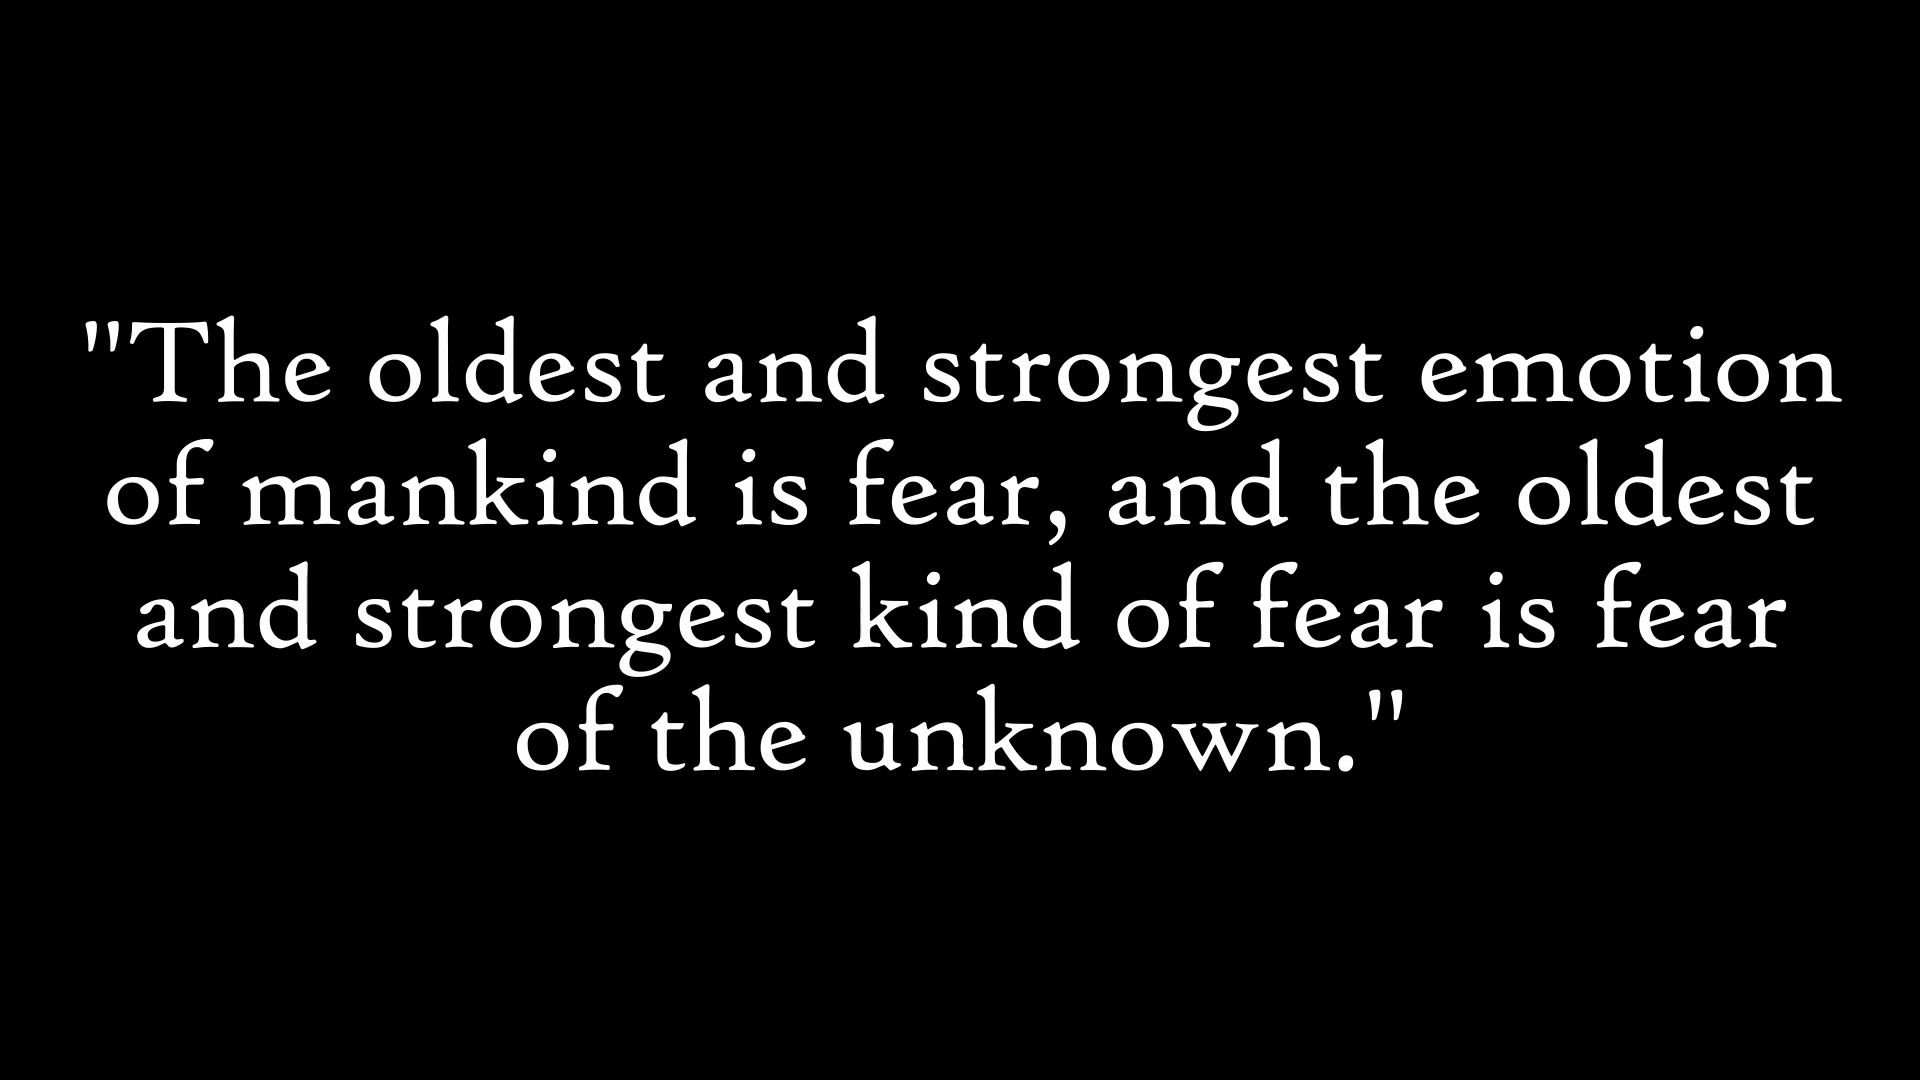 "The oldest and strongest emotion
of mankind is fear, and the oldest
and strongest kind of fear is fear
of the unknown."